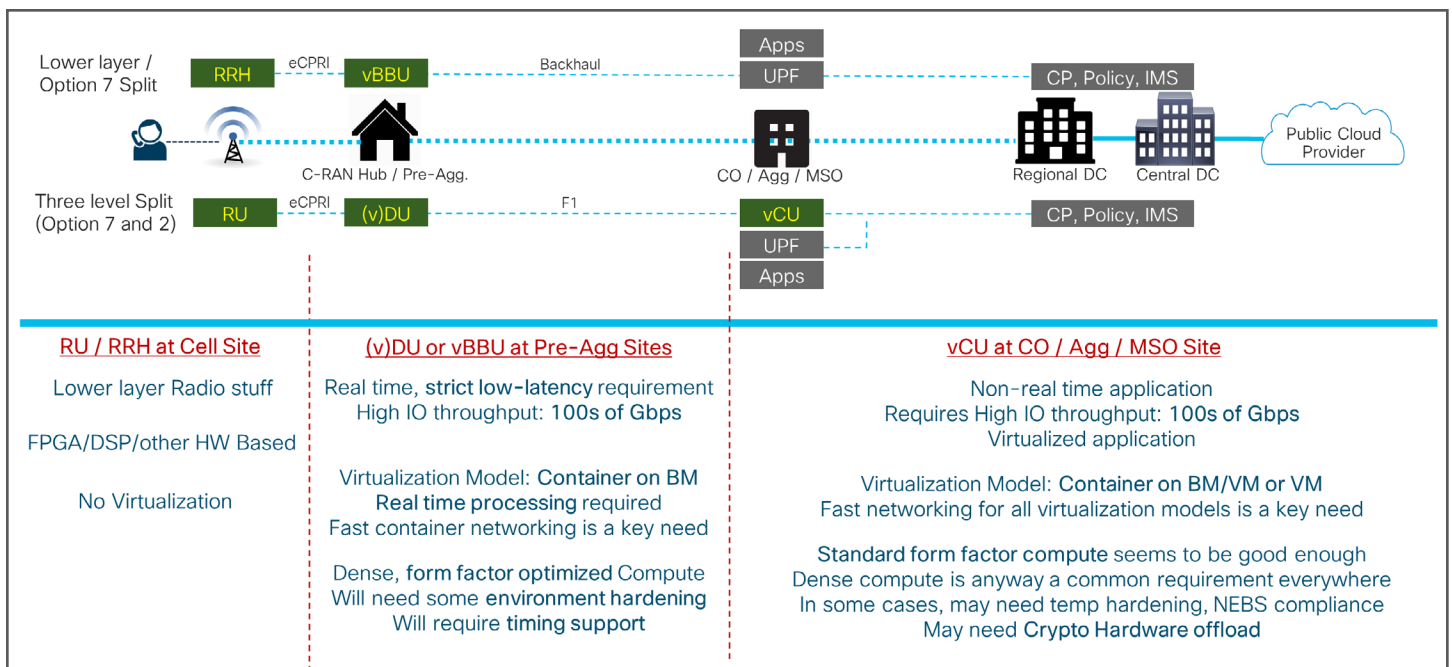 Lower layer /
Option 7 Split
RRH
eCPRI
vBBU
Backhaul
Apps
UPF
CP, Policy, IMS
C-RAN Hub / Pre-Agg.
CO / Agg / MSO
Regional DC
Central DC
Public Cloud
Provider
Three level Split
(Option 7 and 2)
RU
eCPRI
(v)DU
F1
vCU
UPF
Apps
CP, Policy, IMS
RU / RRH at Cell Site
Lower layer Radio stuff
FPGA/DSP/other HW Based
No Virtualization
(v)DU or vBBU at Pre-Agg Sites
Real time, strict low-latency requirement
High IO throughput: 100s of Gbps
Virtualization Model: Container on BM
Real time processing required
Fast container networking is a key need
Dense, form factor optimized Compute
Will need some environment hardening
Will require timing support
vCU at CO / Agg / MSO Site
Non-real time application
Requires High IO throughput: 100s of Gbps
Virtualized application
Virtualization Model: Container on BM/VM or VM
Fast networking for all virtualization models is a key need
Standard form factor compute seems to be good enough
Dense compute is anyway a common requirement everywhere
In some cases, may need temp hardening, NEBS compliance
May need Crypto Hardware offload